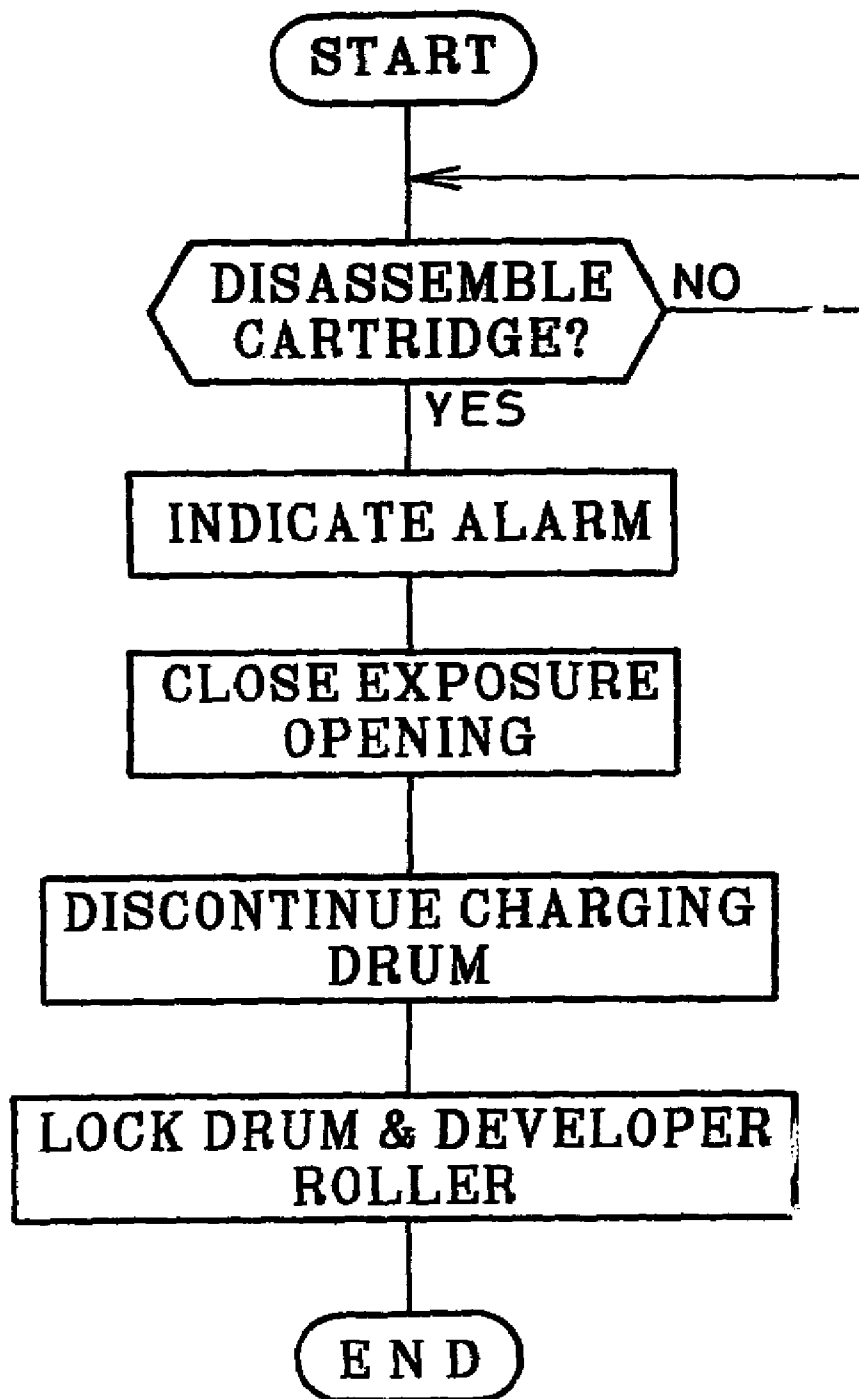 START
DISASSEMBLE
CARTRIDGE?
NO
YES
INDICATE ALARM
CLOSE EXPOSURE
OPENING
DISCONTINUE CHARGING
DRUM
LOCK DRUM & DEVELOPER
ROLLER
END